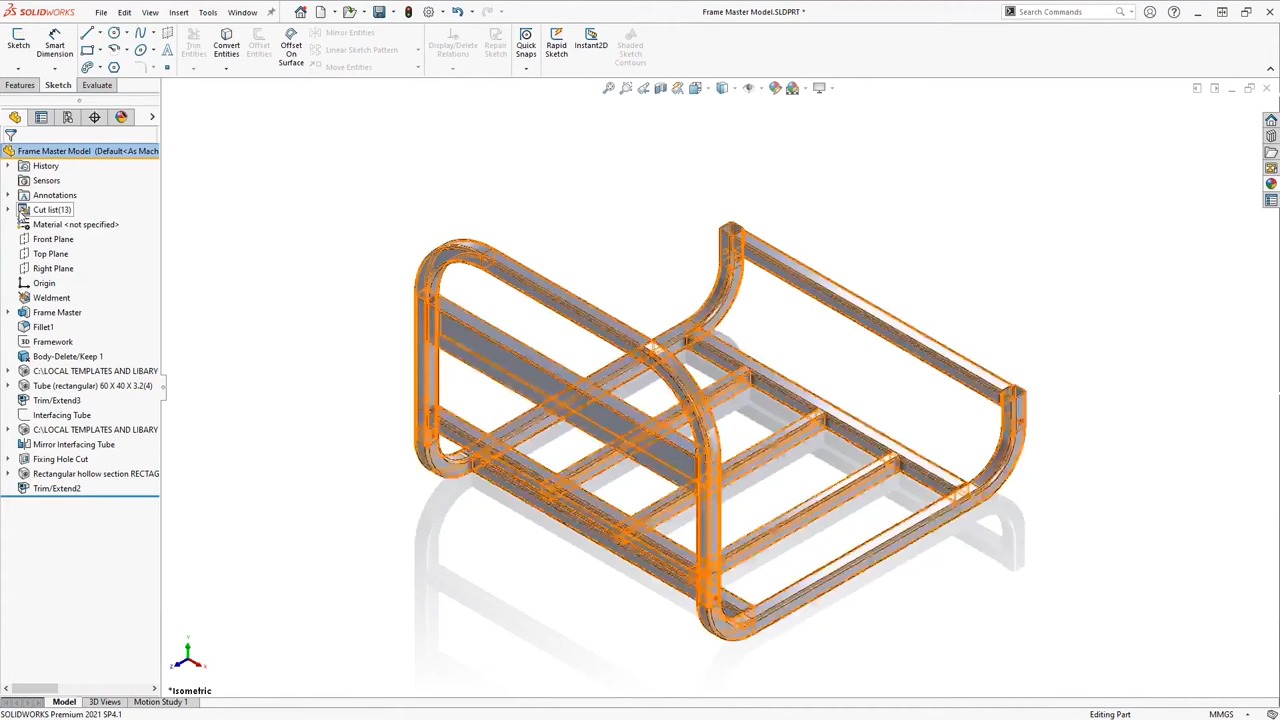 SOLIDWORKS File Edit View Insert Tools Window Frame Master Model.SLDPRT * Search Commands
Sketch Smart Dimension Trim Entities Convert Entities Offset Entities Offset On Surface Mirror Entities Linear Sketch Pattern Move Entities Display/Delete Relations Repair Sketch Quick Snaps Rapid Sketch Instant2D Shaded Sketch Contours
Features Sketch Evaluate
Frame Master Model (Default<As Mach
History
Sensors
Annotations
Cut list(13)
Material <not specified>
Front Plane
Top Plane
Right Plane
Origin
Weldment
Frame Master
Fillet1
Framework
Body-Delete/Keep 1
C:\LOCAL TEMPLATES AND LIBARY
Tube (rectangular) 60 X 40 X 3.2(4)
Trim/Extend3
Interfacing Tube
C:\LOCAL TEMPLATES AND LIBARY
Mirror Interfacing Tube
Fixing Hole Cut
Rectangular hollow section RECTAG
Trim/Extend2
Y
Z X
*Isometric
Model 3D Views Motion Study 1
SOLIDWORKS Premium 2021 SP4.1 Editing Part MMGS